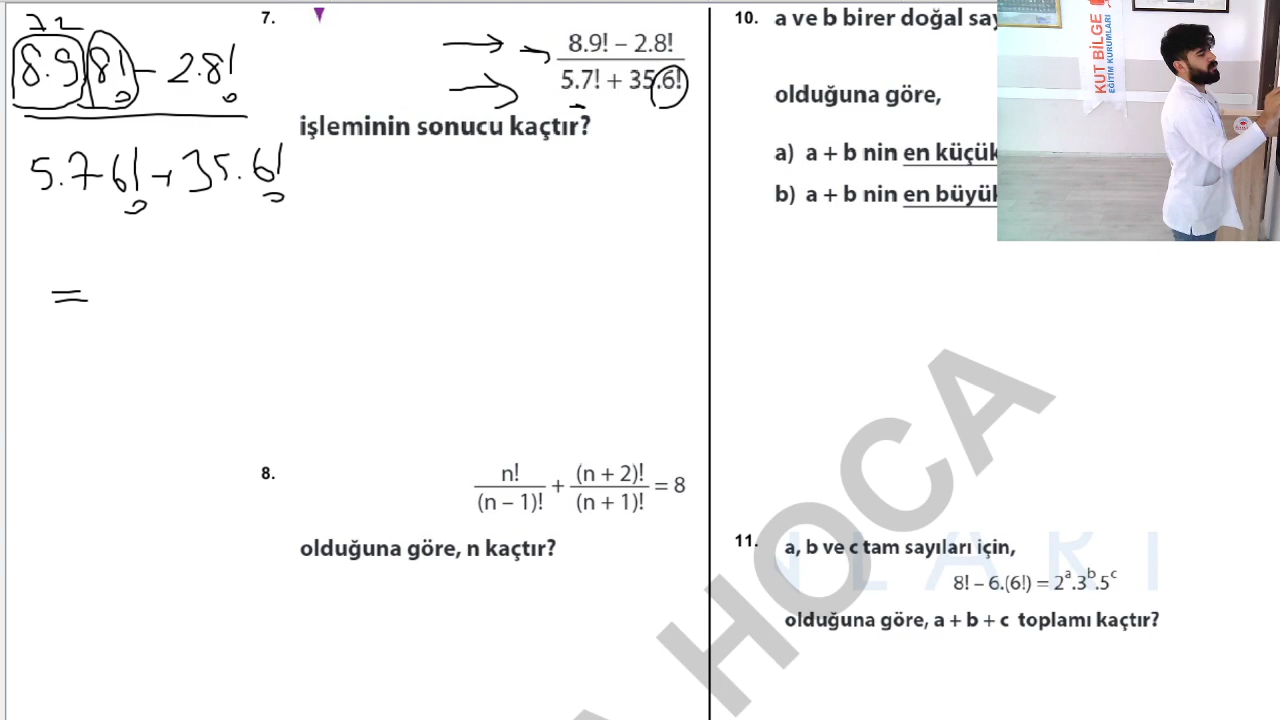 72
8.9 8! - 2.8!
5.7 6! + 35.6!
=
7.
8.9! – 2.8!
5.7! + 35.6!
işleminin sonucu kaçtır?
8.
n!/(n – 1)! + (n + 2)!/(n + 1)! = 8
olduğuna göre, n kaçtır?
10. a ve b birer doğal say
olduğuna göre,
a) a + b nin en küçük
b) a + b nin en büyük
11. a, b ve c tam sayıları için,
8! – 6.(6!) = 2^a.3^b.5^c
olduğuna göre, a + b + c toplamı kaçtır?
HOCA
NLARI
KUT BİLGE
EĞİTİM KURUMLARI